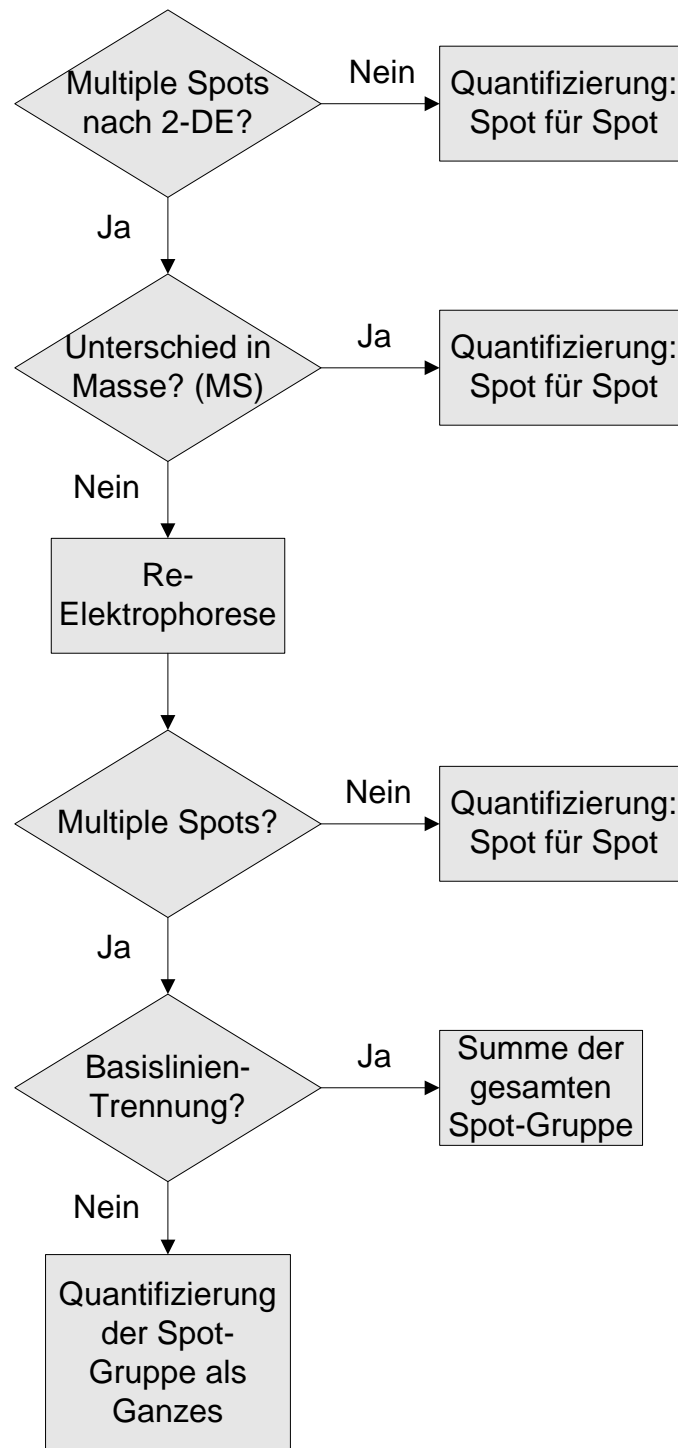 Multiple Spots
nach 2-DE?
Nein
Quantifizierung:
Spot für Spot
Ja
Unterschied in
Masse? (MS)
Ja
Quantifizierung:
Spot für Spot
Nein
Re-
Elektrophorese
Multiple Spots?
Nein
Quantifizierung:
Spot für Spot
Ja
Basislinien-
Trennung?
Ja
Summe der
gesamten
Spot-Gruppe
Nein
Quantifizierung
der Spot-
Gruppe als
Ganzes